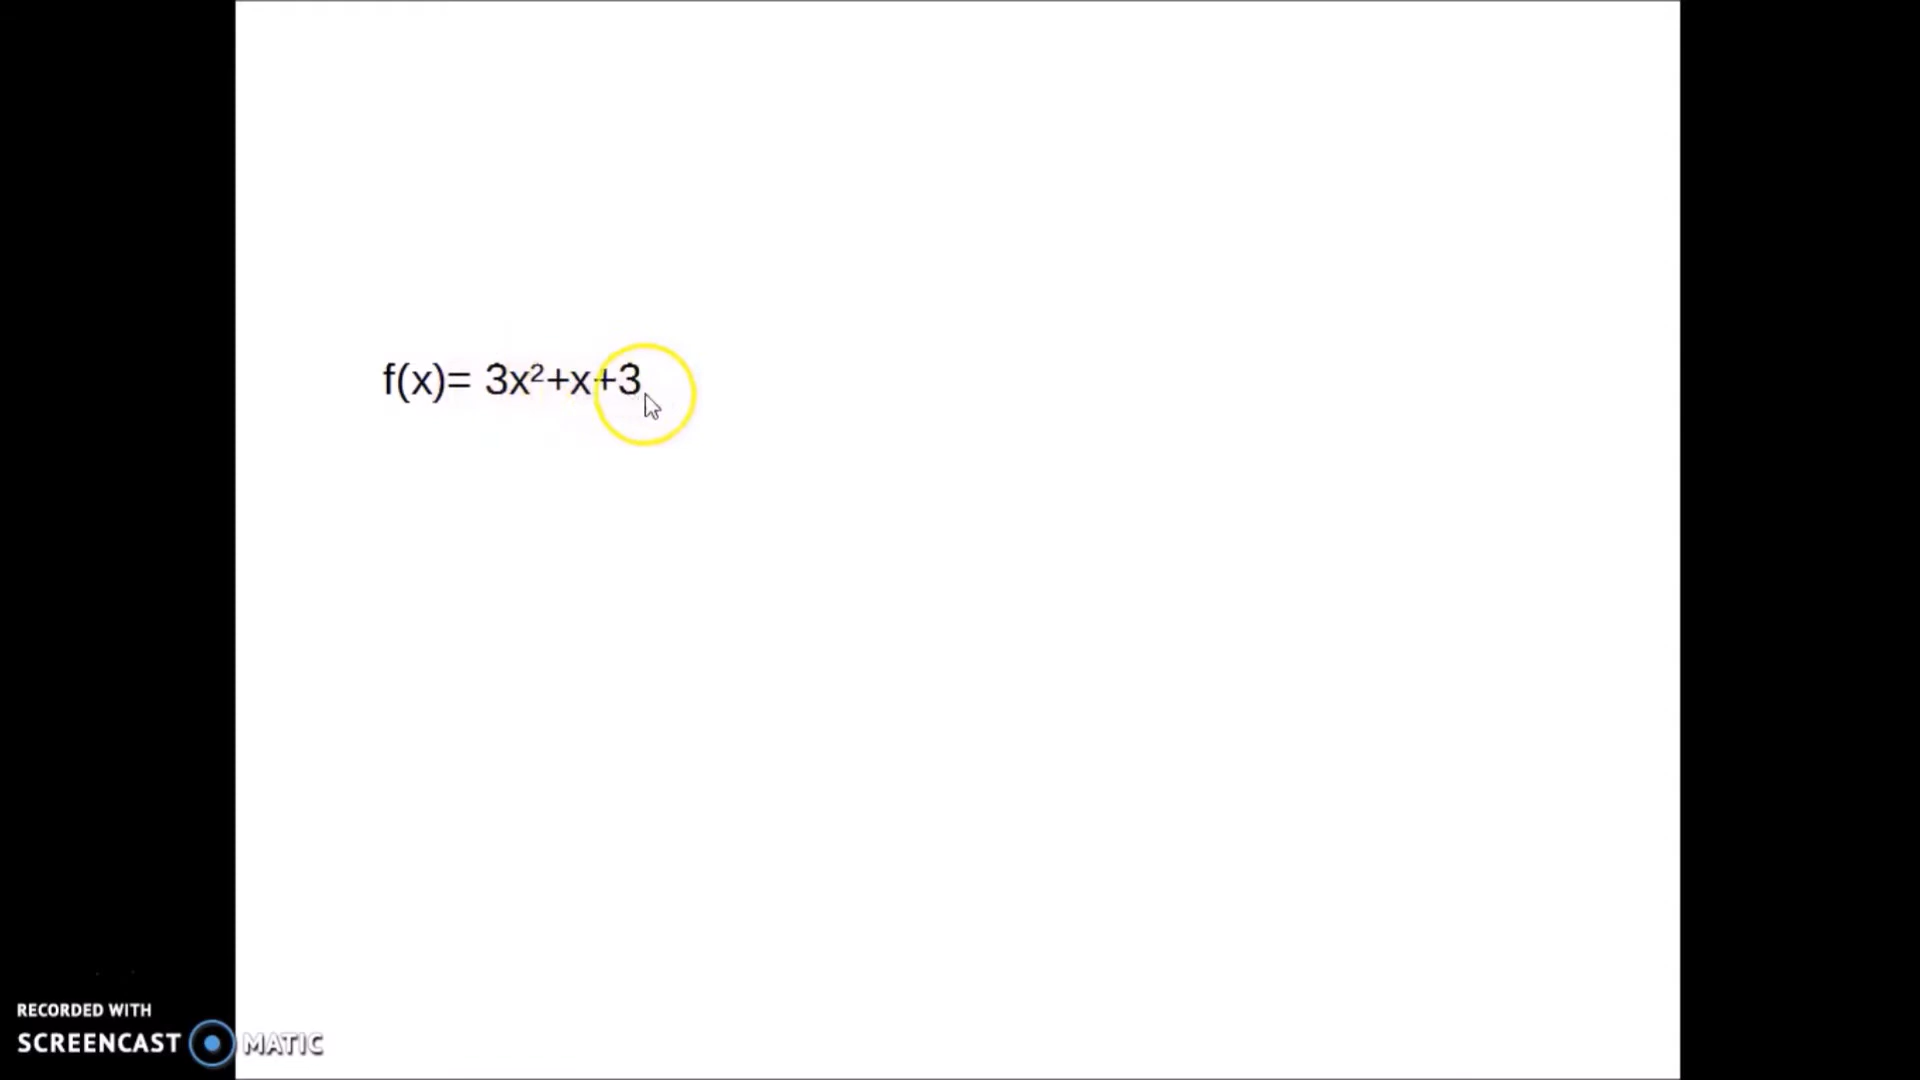 f(x)= 3x²+x+3
RECORDED WITH
SCREENCAST MATIC